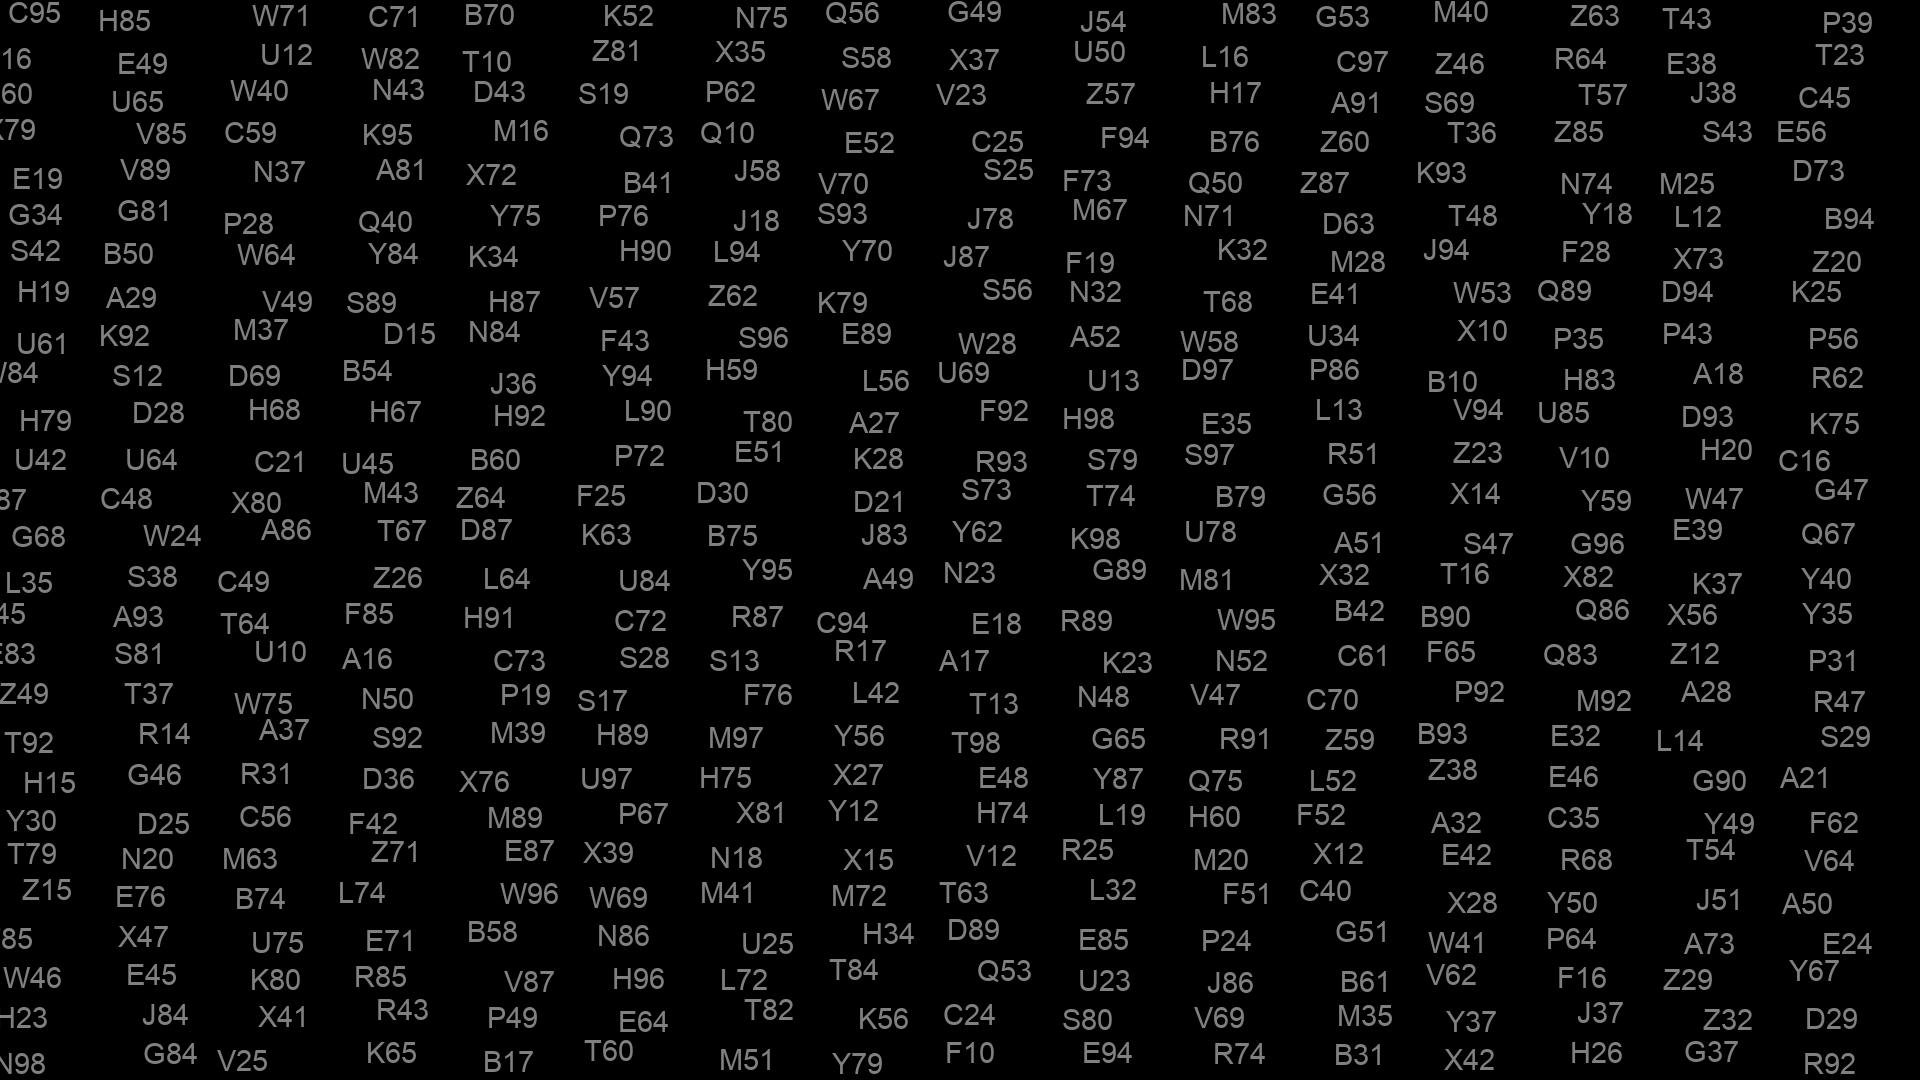 C95 H85 W71 C71 B70 K52 N75 Q56 G49 J54 M83 G53 M40 Z63 T43 P39
16 E49 U12 W82 T10 Z81 X35 S58 X37 U50 L16 C97 Z46 R64 E38 T23
60 U65 W40 N43 D43 S19 P62 W67 V23 Z57 H17 A91 S69 T57 J38 C45
79 V85 C59 K95 M16 Q73 Q10 E52 C25 F94 B76 Z60 T36 Z85 S43 E56
E19 V89 N37 A81 X72 B41 J58 V70 S25 F73 Q50 Z87 K93 N74 M25 D73
G34 G81 P28 Q40 Y75 P76 J18 S93 J78 M67 N71 D63 T48 Y18 L12 B94
S42 B50 W64 Y84 K34 H90 L94 Y70 J87 F19 K32 M28 J94 F28 X73 Z20
H19 A29 V49 S89 H87 V57 Z62 K79 S56 N32 T68 E41 W53 Q89 D94 K25
U61 K92 M37 D15 N84 F43 S96 E89 W28 A52 W58 U34 X10 P35 P43 P56
84 S12 D69 B54 J36 Y94 H59 L56 U69 U13 D97 P86 B10 H83 A18 R62
H79 D28 H68 H67 H92 L90 T80 A27 F92 H98 E35 L13 V94 U85 D93 K75
U42 U64 C21 U45 B60 P72 E51 K28 R93 S79 S97 R51 Z23 V10 H20 C16
87 C48 X80 M43 Z64 F25 D30 D21 S73 T74 B79 G56 X14 Y59 W47 G47
G68 W24 A86 T67 D87 K63 B75 J83 Y62 K98 U78 A51 S47 G96 E39 Q67
L35 S38 C49 Z26 L64 U84 Y95 A49 N23 G89 M81 X32 T16 X82 K37 Y40
45 A93 T64 F85 H91 C72 R87 C94 E18 R89 W95 B42 B90 Q86 X56 Y35
83 S81 U10 A16 C73 S28 S13 R17 A17 K23 N52 C61 F65 Q83 Z12 P31
Z49 T37 W75 N50 P19 S17 F76 L42 T13 N48 V47 C70 P92 M92 A28 R47
T92 R14 A37 S92 M39 H89 M97 Y56 T98 G65 R91 Z59 B93 E32 L14 S29
H15 G46 R31 D36 X76 U97 H75 X27 E48 Y87 Q75 L52 Z38 E46 G90 A21
Y30 D25 C56 F42 M89 P67 X81 Y12 H74 L19 H60 F52 A32 C35 Y49 F62
T79 N20 M63 Z71 E87 X39 N18 X15 V12 R25 M20 X12 E42 R68 T54 V64
Z15 E76 B74 L74 W96 W69 M41 M72 T63 L32 F51 C40 X28 Y50 J51 A50
85 X47 U75 E71 B58 N86 U25 H34 D89 E85 P24 G51 W41 P64 A73 E24
W46 E45 K80 R85 V87 H96 L72 T84 Q53 U23 J86 B61 V62 F16 Z29 Y67
H23 J84 X41 R43 P49 E64 T82 K56 C24 S80 V69 M35 Y37 J37 Z32 D29
N98 G84 V25 K65 B17 T60 M51 Y79 F10 E94 R74 B31 X42 H26 G37 R92